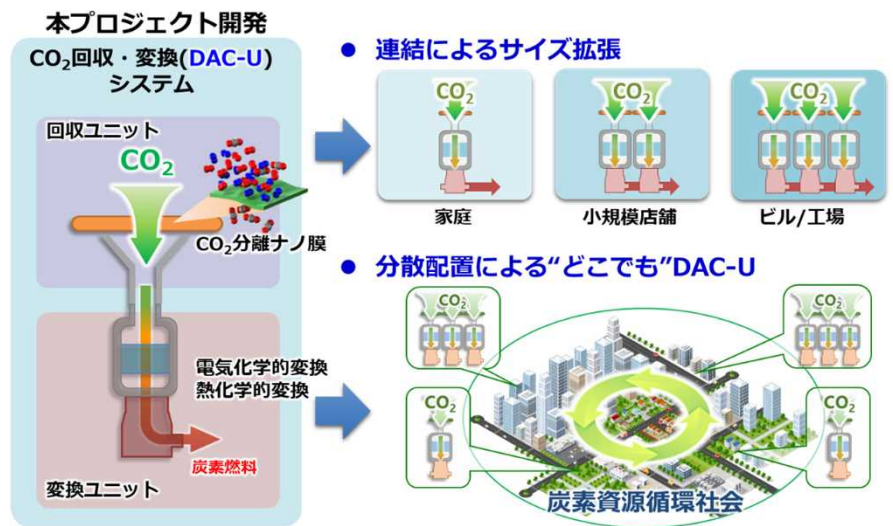 本プロジェクト開発
CO₂回収・変換(DAC-U)
システム
回収ユニット
CO₂
CO₂分離ナノ膜
電気化学的変換
熱化学的変換
炭素燃料
変換ユニット
● 連結によるサイズ拡張
CO₂
家庭
CO₂
小規模店舗
CO₂
ビル/工場
● 分散配置による“どこでも”DAC-U
CO₂
CO₂
CO₂
CO₂
炭素資源循環社会